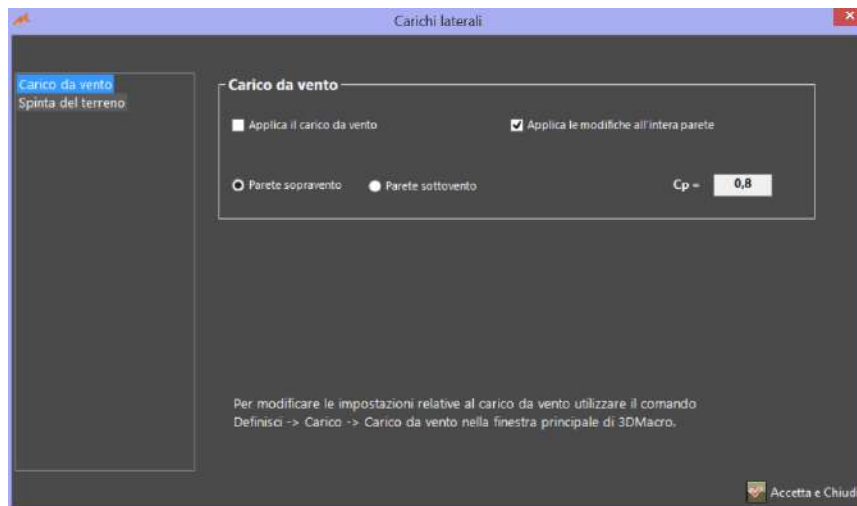 Carichi laterali
Carico da vento
Spinta del terreno
Carico da vento
Applica il carico da vento
Applica le modifiche all'intera parete
Parete sopravento
Parete sottovento
Cp =
0,8
Per modificare le impostazioni relative al carico da vento utilizzare il comando
Definisci -> Carico -> Carico da vento nella finestra principale di 3DMacro.
Accetta e Chiudi